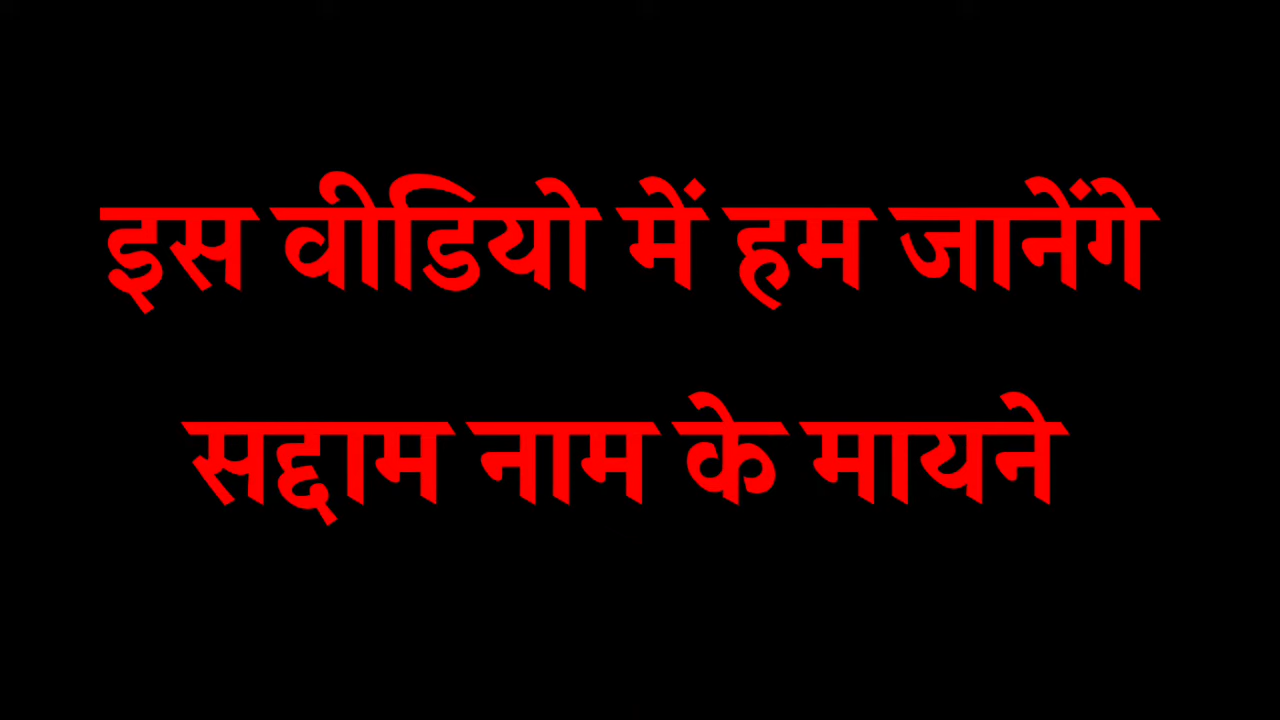 इस वीडियो में हम जानेंगे
सद्दाम नाम के मायने